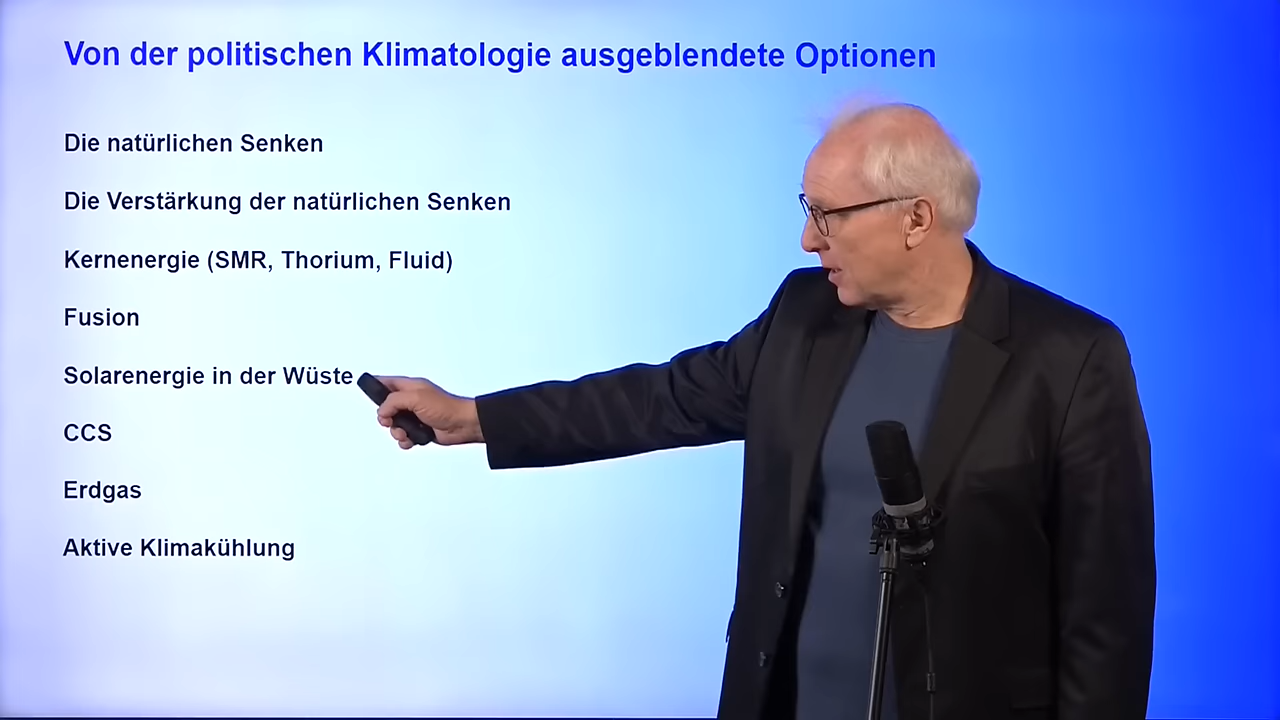 Von der politischen Klimatologie ausgeblendete Optionen
Die natürlichen Senken
Die Verstärkung der natürlichen Senken
Kernenergie (SMR, Thorium, Fluid)
Fusion
Solarenergie in der Wüste
CCS
Erdgas
Aktive Klimakühlung